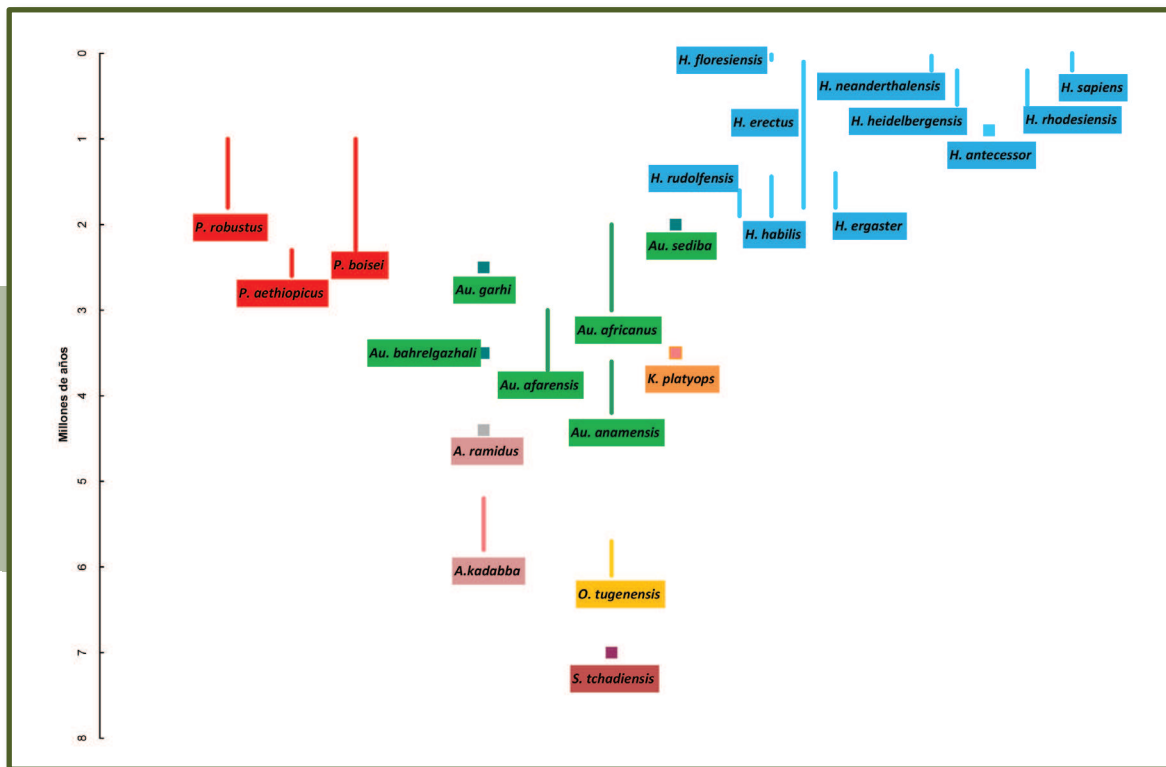 Millones de años
0
1
2
3
4
5
6
7
8
H. floresiensis
H. neanderthalensis
H. sapiens
H. erectus
H. heidelbergensis
H. rhodesiensis
H. antecessor
H. rudolfensis
P. robustus
H. habilis
H. ergaster
Au. sediba
P. boisei
P. aethiopicus
Au. garhi
Au. africanus
Au. bahrelgazhali
Au. afarensis
K. platyops
Au. anamensis
A. ramidus
A.kadabba
O. tugenensis
S. tchadiensis